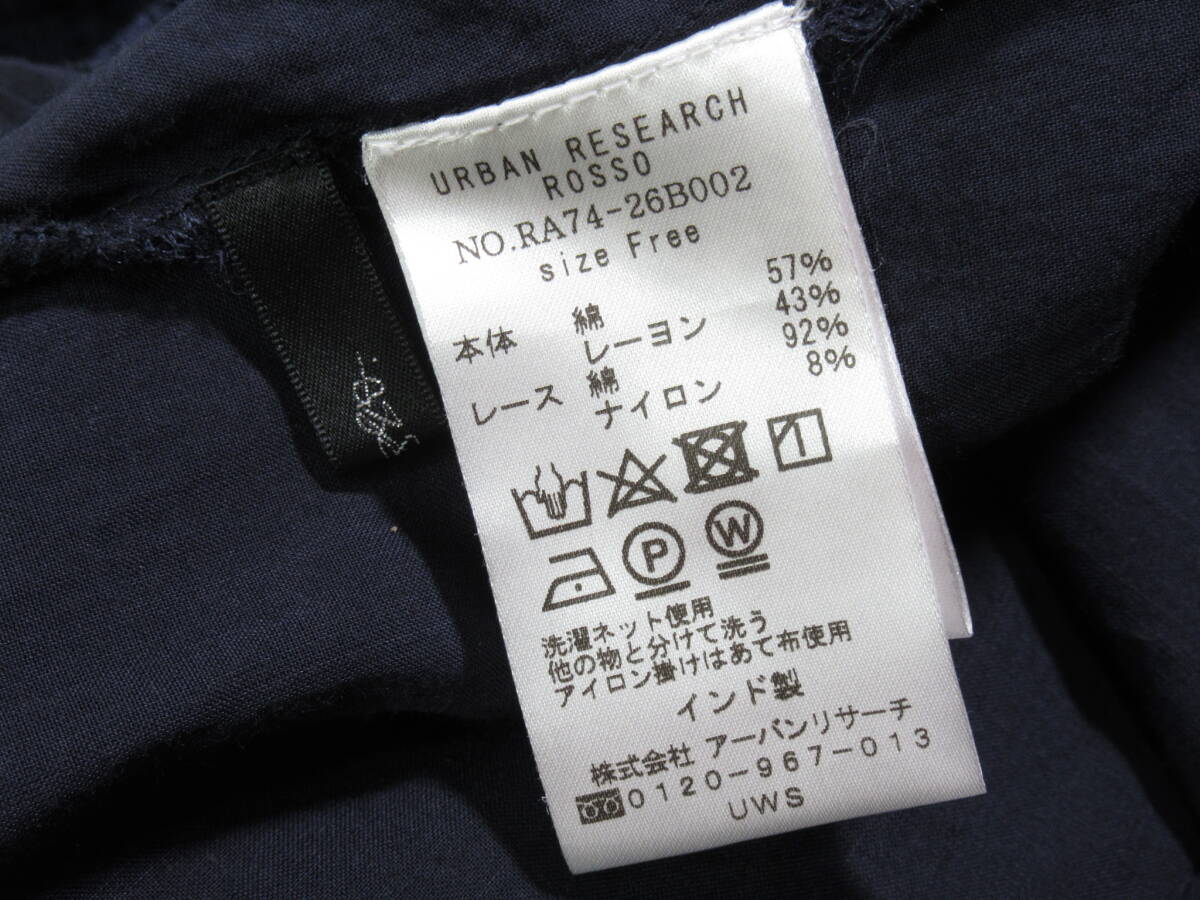 URBAN RESEARCH
ROSSO
NO.RA74-26B002
size Free
本体 綿 57%
レーヨン 43%
レース 綿 92%
ナイロン 8%
1
P W
洗濯ネット使用
他の物と分けて洗う
アイロン掛けはあて布使用
インド製
株式会社 アーバンリサーチ
0120-967-013
UWS